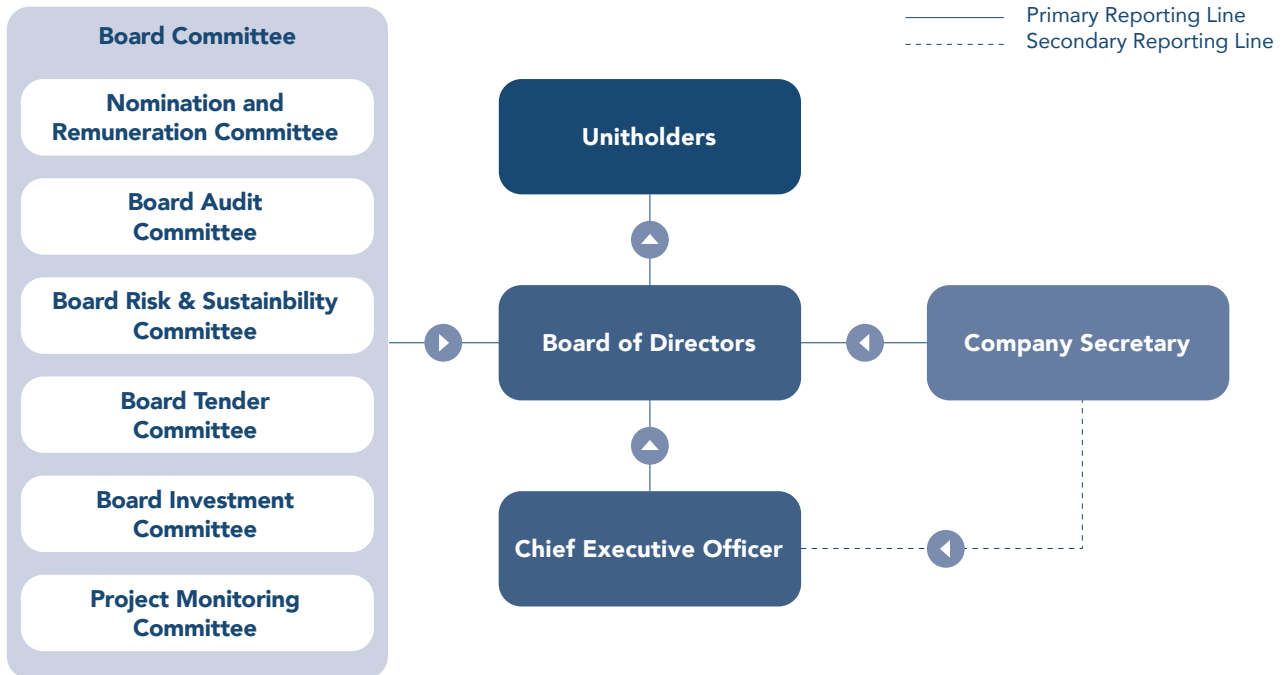 Board Committee
Nomination and
Remuneration Committee
Board Audit
Committee
Board Risk & Sustainbility
Committee
Board Tender
Committee
Board Investment
Committee
Project Monitoring
Committee
Primary Reporting Line
Secondary Reporting Line
Unitholders
Board of Directors
Company Secretary
Chief Executive Officer